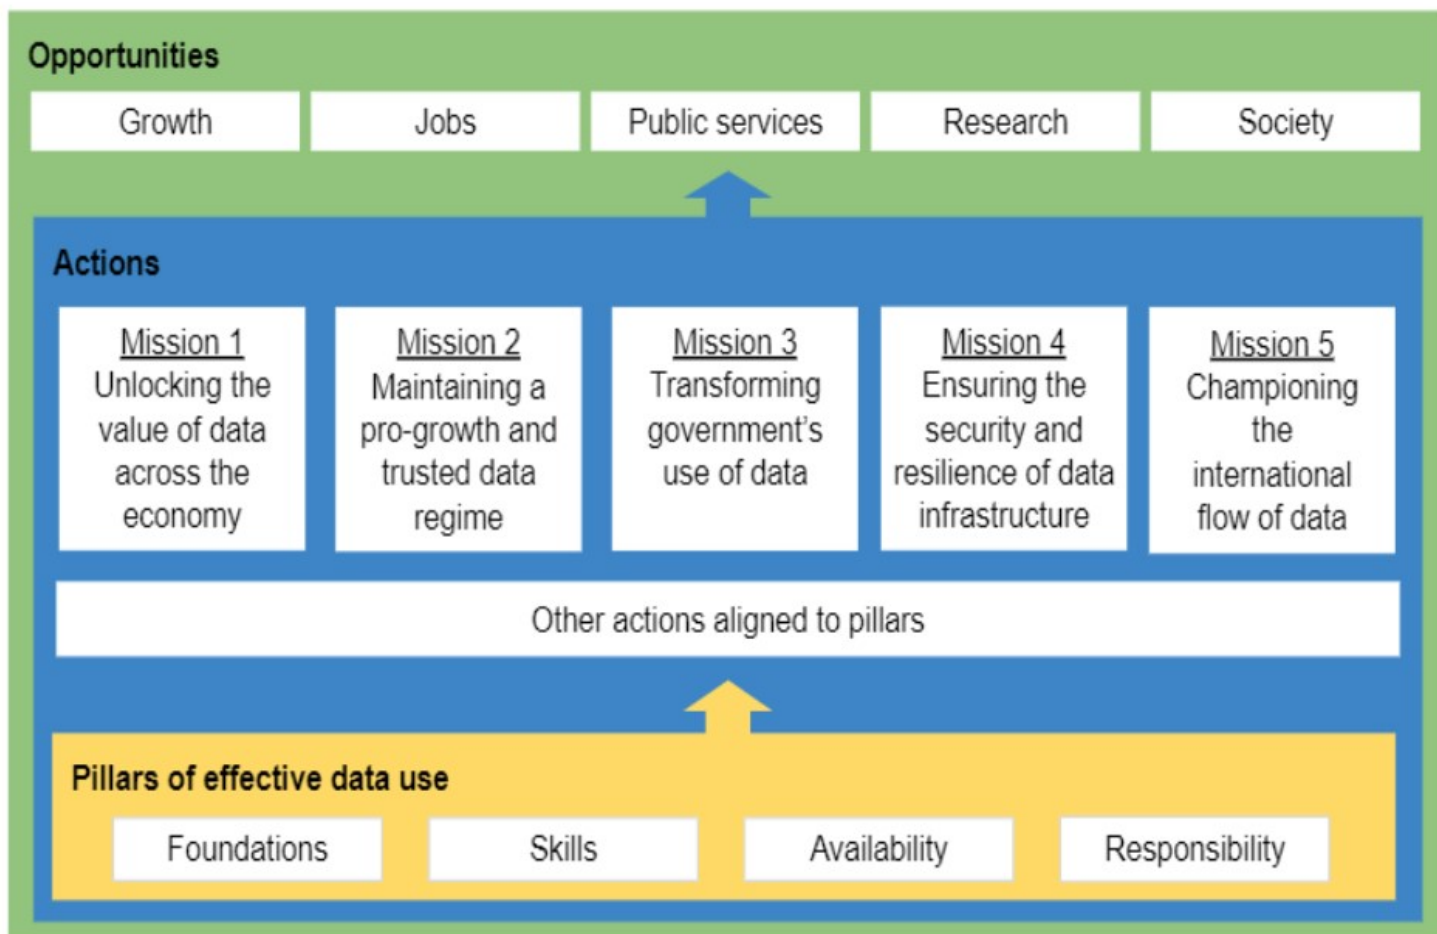 Opportunities
Growth
Jobs
Public services
Research
Society
Actions
Mission 1
Unlocking the
value of data
across the
economy
Mission 2
Maintaining a
pro-growth and
trusted data
regime
Mission 3
Transforming
government’s
use of data
Mission 4
Ensuring the
security and
resilience of data
infrastructure
Mission 5
Championing
the
international
flow of data
Other actions aligned to pillars
Pillars of effective data use
Foundations
Skills
Availability
Responsibility